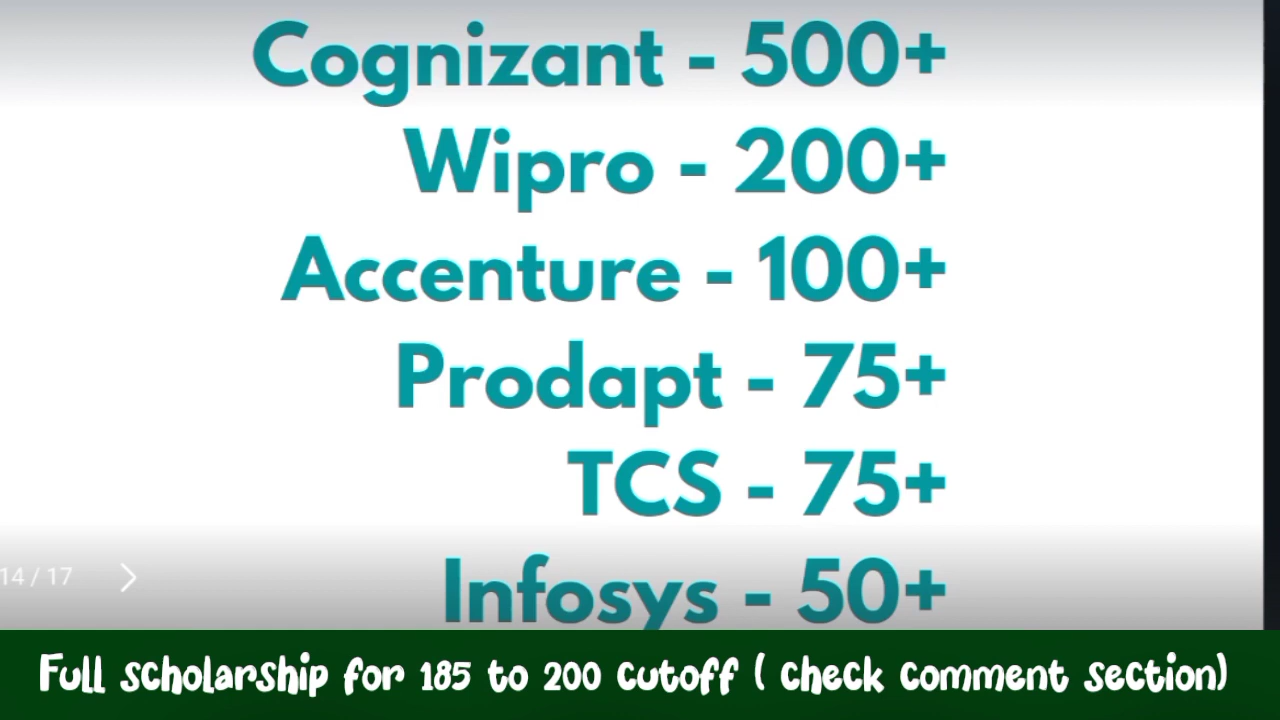 Cognizant - 500+
Wipro - 200+
Accenture - 100+
Prodapt - 75+
TCS - 75+
14 / 17
Infosys - 50+
Full scholarship for 185 to 200 cutoff ( check comment section)